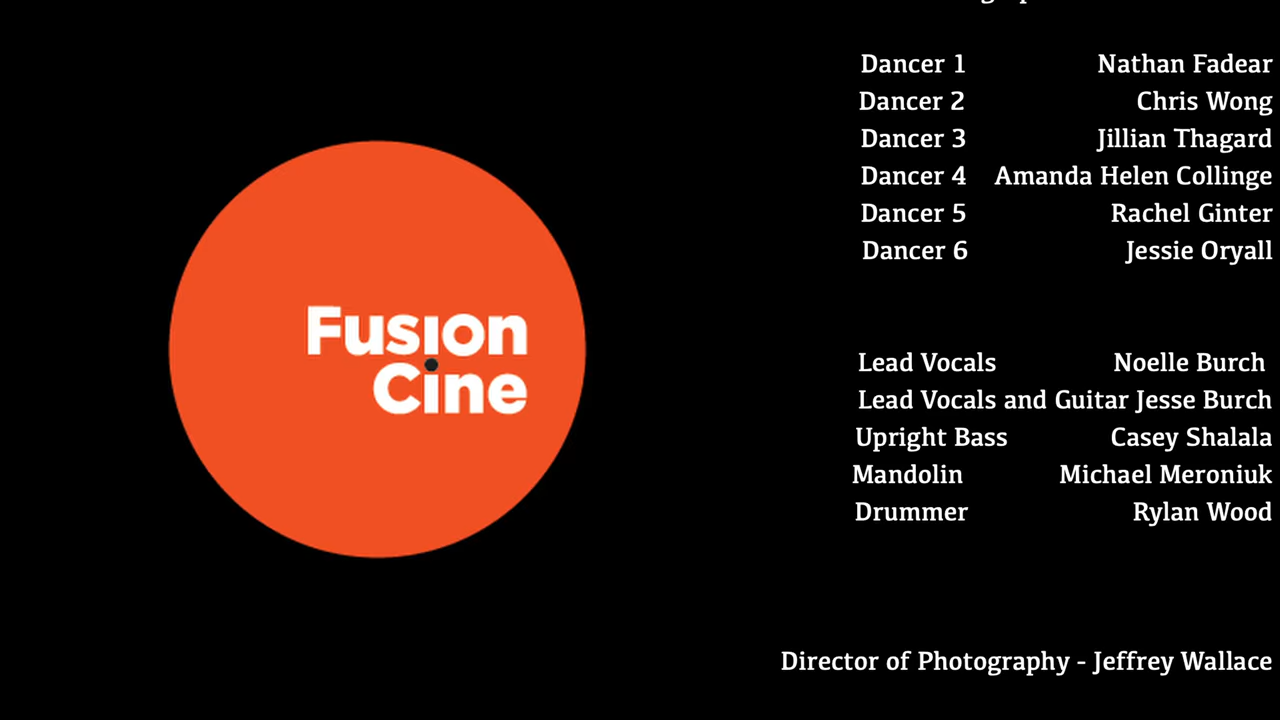 Dancer 1 Nathan Fadear
Dancer 2 Chris Wong
Dancer 3 Jillian Thagard
Dancer 4 Amanda Helen Collinge
Dancer 5 Rachel Ginter
Dancer 6 Jessie Oryall
Fusion
Cine
Lead Vocals Noelle Burch
Lead Vocals and Guitar Jesse Burch
Upright Bass Casey Shalala
Mandolin Michael Meroniuk
Drummer Rylan Wood
Director of Photography - Jeffrey Wallace